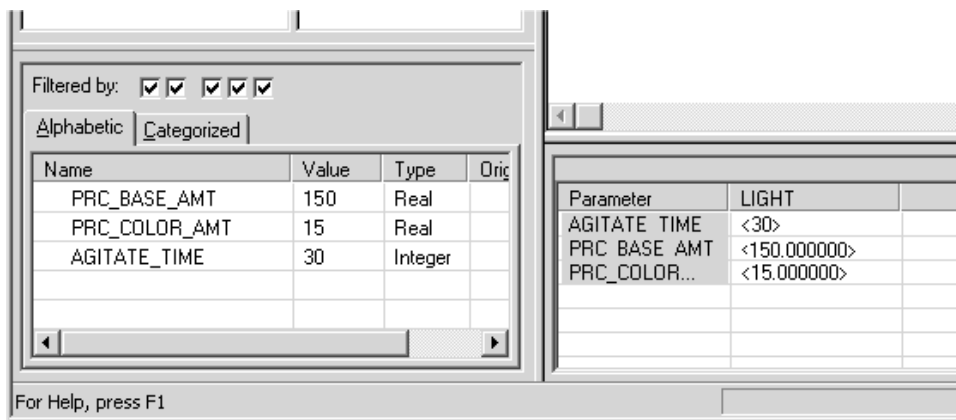 Filtered by:
Alphabetic Categorized
Name Value Type
PRC_BASE_AMT 150 Real
PRC_COLOR_AMT 15 Real
AGITATE_TIME 30 Integer
Parameter LIGHT
AGITATE TIME <30>
PRC BASE AMT <150.000000>
PRC_COLOR... <15.000000>
For Help, press F1